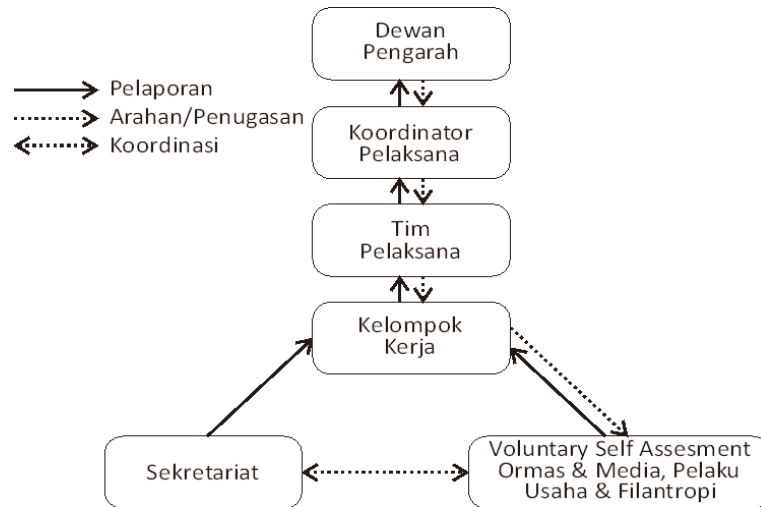 Dewan
Pengarah
Pelaporan
Arahan/Penugasan
Koordinasi
Koordinator
Pelaksana
Tim
Pelaksana
Kelompok
Kerja
Sekretariat
Voluntary Self Assesment
Ormas & Media, Pelaku
Usaha & Filantropi